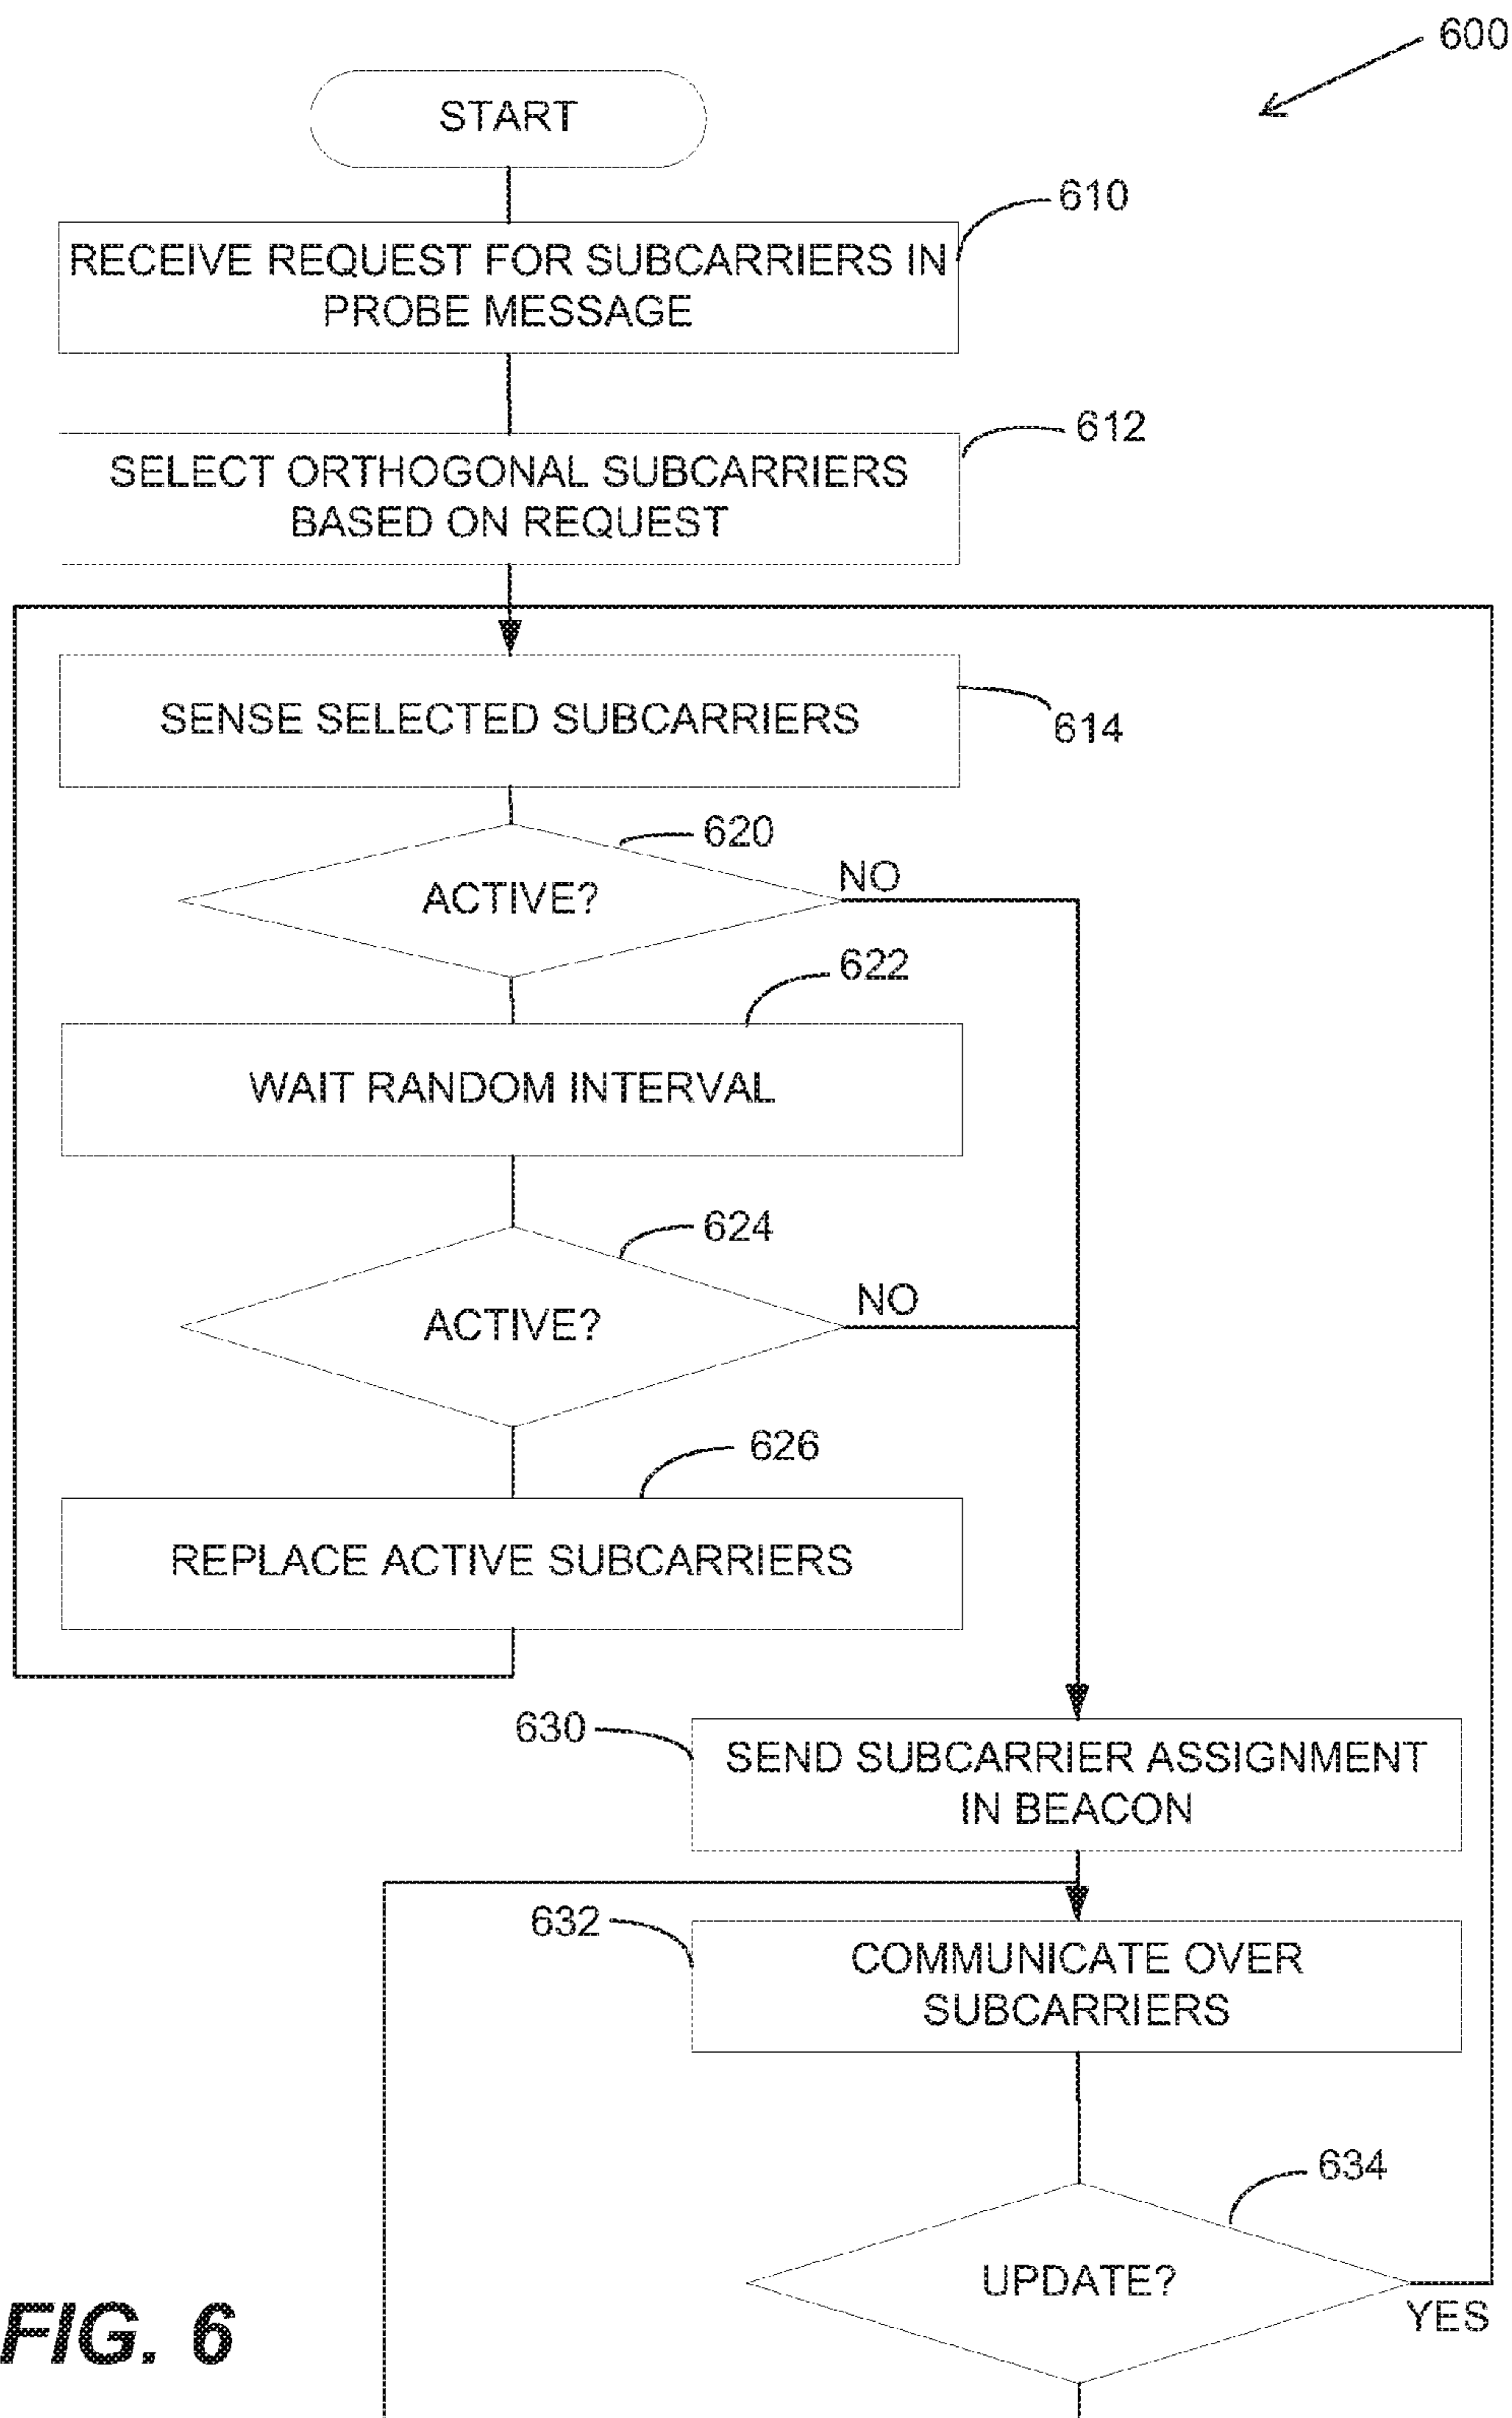 600
START
610
RECEIVE REQUEST FOR SUBCARRIERS IN
PROBE MESSAGE
612
SELECT ORTHOGONAL SUBCARRIERS
BASED ON REQUEST
SENSE SELECTED SUBCARRIERS
614
620
ACTIVE?
NO
622
WAIT RANDOM INTERVAL
624
ACTIVE?
NO
626
REPLACE ACTIVE SUBCARRIERS
630
SEND SUBCARRIER ASSIGNMENT
IN BEACON
632
COMMUNICATE OVER
SUBCARRIERS
634
UPDATE?
YES
FIG. 6